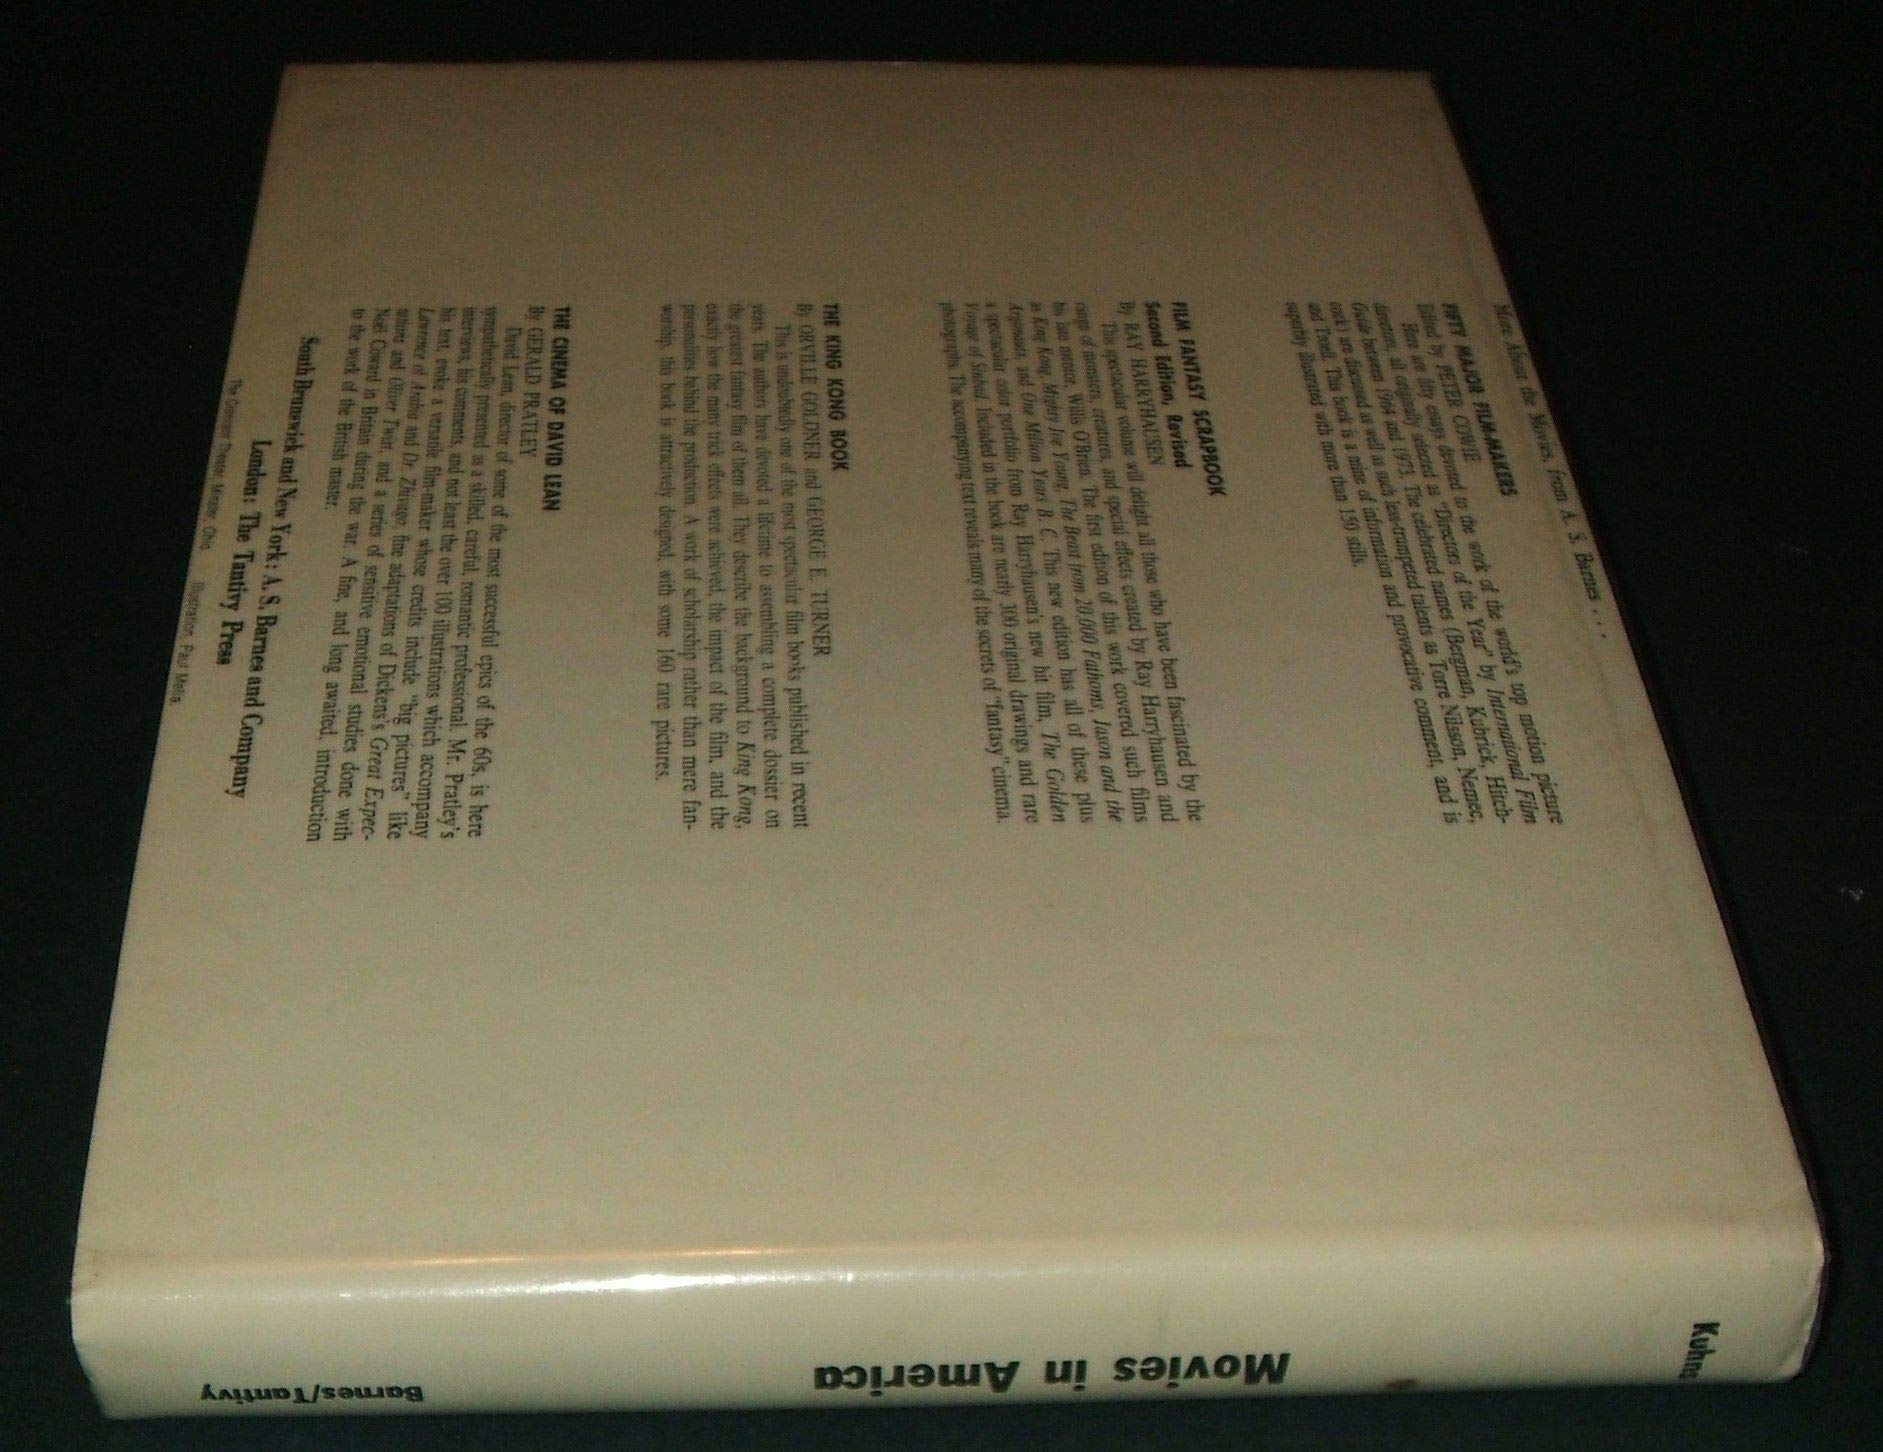 More About the Movies, from A. S. Barnes . . .
FIFTY MAJOR FILM-MAKERS
Edited by PETER COWIE
Here are fifty essays devoted to the work of the world's top motion picture
directors, all originally selected as "Directors of the Year" by International Film
Guide between 1964 and 1973. The celebrated names (Bergman, Kubrick, Hitch-
cock) are discussed as well as such less-trumpeted talents as Torre Nilsson, Nemec,
and Troell. This book is a mine of information and provocative comment, and is
superbly illustrated with more than 150 stills.
FILM FANTASY SCRAPBOOK
Second Edition, Revised
By RAY HARRYHAUSEN
This spectacular volume will delight all those who have been fascinated by the
range of monsters, creatures, and special effects created by Ray Harryhausen and
his late mentor, Willis O'Brien. The first edition of this work covered such films
as King Kong, Mighty Joe Young, The Beast from 20,000 Fathoms, Jason and the
Argonauts, and One Million Years B. C. This new edition has all of these plus
a spectacular color portfolio from Ray Harryhausen's new hit film, The Golden
Voyage of Sinbad. Included in the book are nearly 300 original drawings and rare
photographs. The accompanying text reveals many of the secrets of "fantasy" cinema.
THE KING KONG BOOK
By ORVILLE GOLDNER and GEORGE E. TURNER
This is undoubtedly one of the most spectacular film books published in recent
years. The authors have devoted a lifetime to assembling a complete dossier on
the greatest fantasy film of them all. They describe the background to King Kong,
exactly how the many trick effects were achieved, the impact of the film, and the
personalities behind the production. A work of scholarship rather than mere fan-
worship, this book is attractively designed, with some 160 rare pictures.
THE CINEMA OF DAVID LEAN
By GERALD PRATLEY
David Lean, director of some of the most successful epics of the 60s, is here
sympathetically presented as a skilled, careful, romantic professional. Mr. Pratley's
interviews, his comments, and not least the over 100 illustrations which accompany
his text, evoke a versatile film-maker whose credits include "big pictures" like
Lawrence of Arabia and Dr. Zhivago, fine adaptations of Dickens's Great Expec-
tations and Oliver Twist, and a series of sensitive emotional studies done with
Noël Coward in Britain during the war. A fine, and long awaited, introduction
to the work of the British master.
South Brunswick and New York: A. S. Barnes and Company
London: The Tantivy Press
Ohio Illustration, Paul Melia.
Kuhns
Movies in America
Barnes/Tantivy